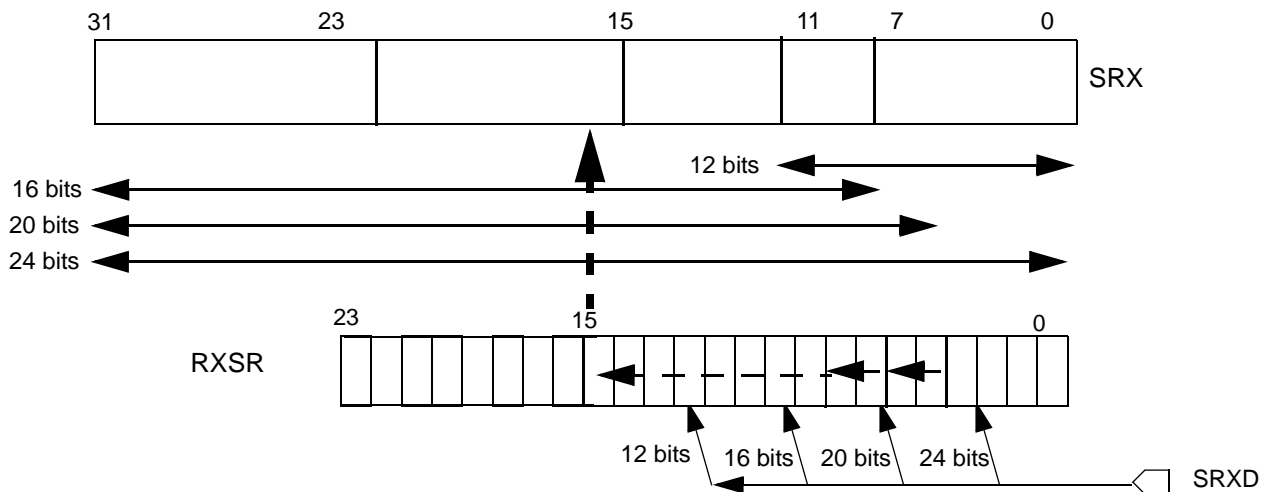 31 23 15 11 7 0
SRX
12 bits
16 bits
20 bits
24 bits
23 15 0
RXSR
12 bits 16 bits 20 bits 24 bits
SRXD